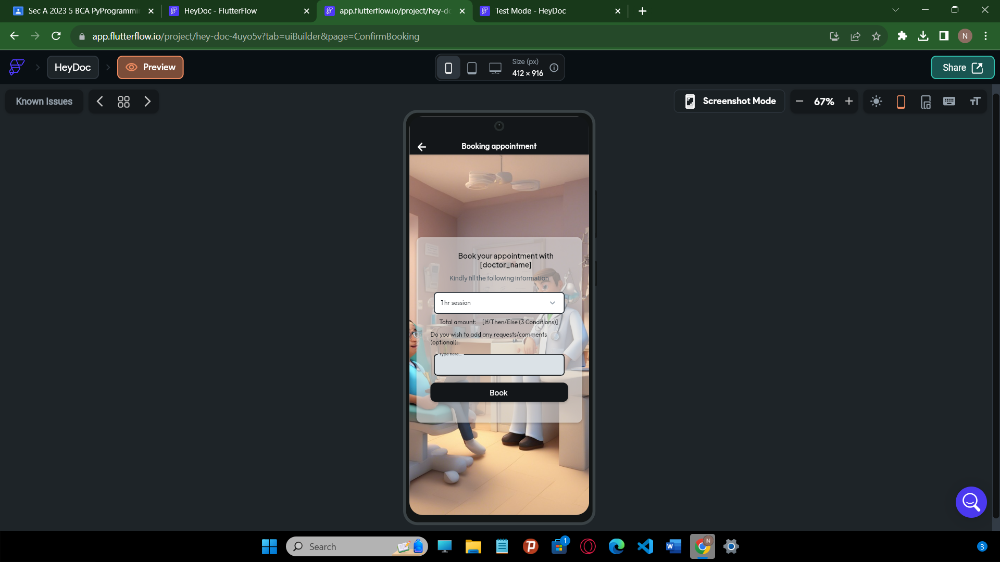 Sec A 2023 5 BCA PyProgrammi
HeyDoc - FlutterFlow
app.flutterflow.io/project/hey-do
Test Mode - HeyDoc
app.flutterflow.io/project/hey-doc-4uyo5v?tab=uiBuilder&page=ConfirmBooking
N
HeyDoc
Preview
Size (px)
412 × 916
Share
Known Issues
Screenshot Mode
67%
Booking appointment
Book your appointment with
[doctor_name]
Kindly fill the following information
1 hr session
Total amount: [If/Then/Else (3 Conditions)]
Do you wish to add any requests/comments
(optional):
Type here...
Book
Search
1
N
3